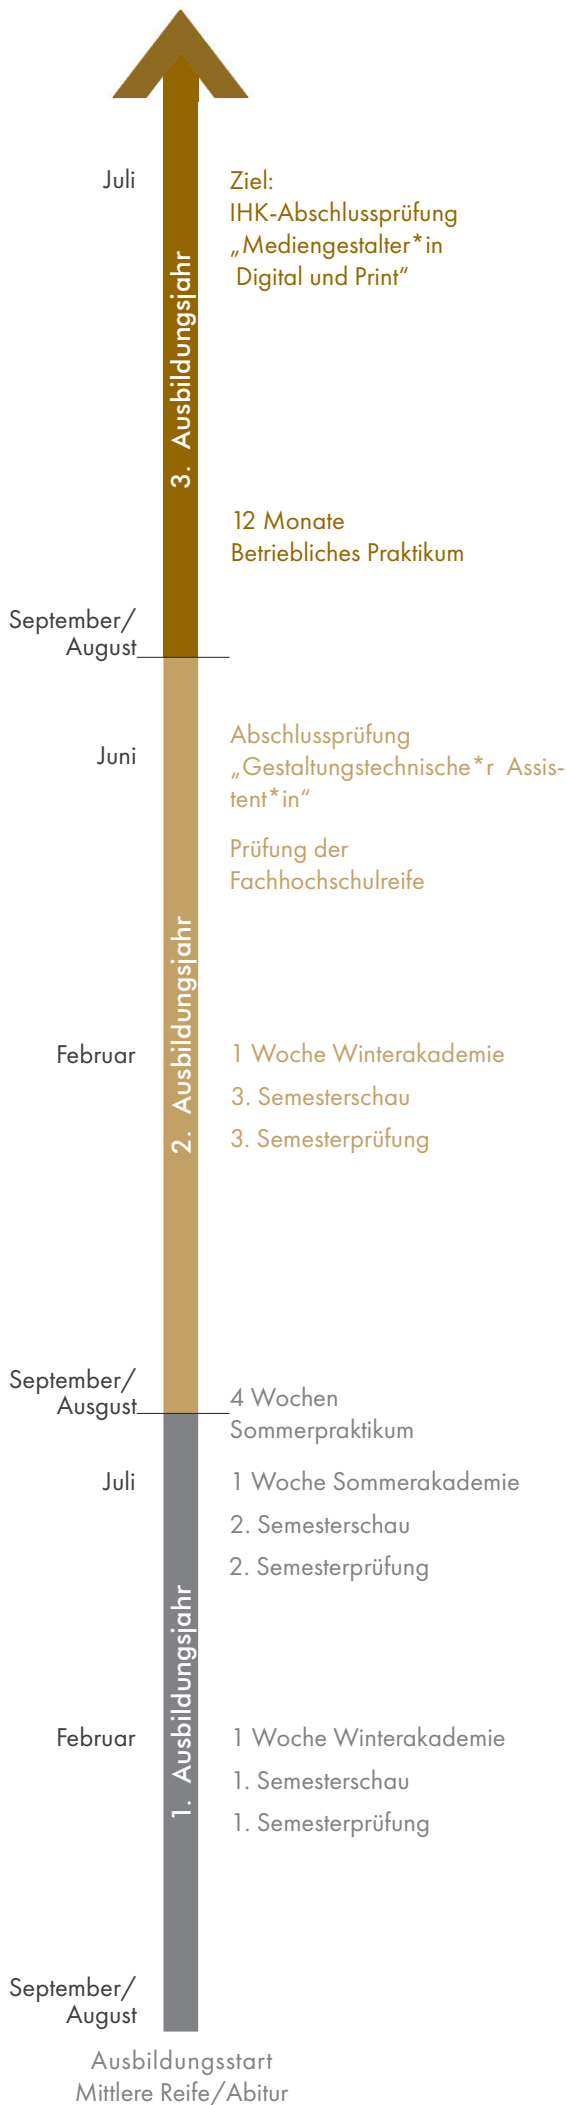 Juli
Ziel:
IHK-Abschlussprüfung
„Mediengestalter*in
Digital und Print“
3. Ausbildungsjahr
12 Monate
Betriebliches Praktikum
September/
August
Juni
Abschlussprüfung
„Gestaltungstechnische*r Assis-
tent*in“
Prüfung der
Fachhochschulreife
2. Ausbildungsjahr
Februar
1 Woche Winterakademie
3. Semesterschau
3. Semesterprüfung
September/
Ausgust
4 Wochen
Sommerpraktikum
Juli
1 Woche Sommerakademie
2. Semesterschau
2. Semesterprüfung
1. Ausbildungsjahr
Februar
1 Woche Winterakademie
1. Semesterschau
1. Semesterprüfung
September/
August
Ausbildungsstart
Mittlere Reife/Abitur